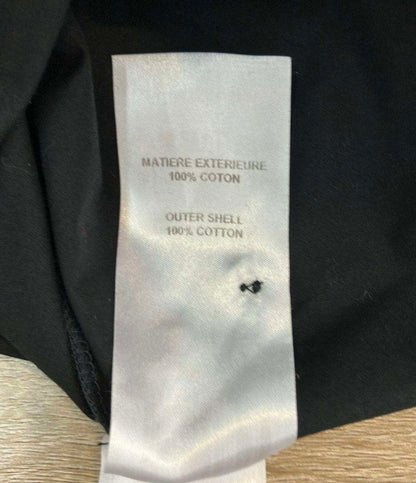 MATIERE EXTERIEURE
100% COTON
OUTER SHELL
100% COTTON